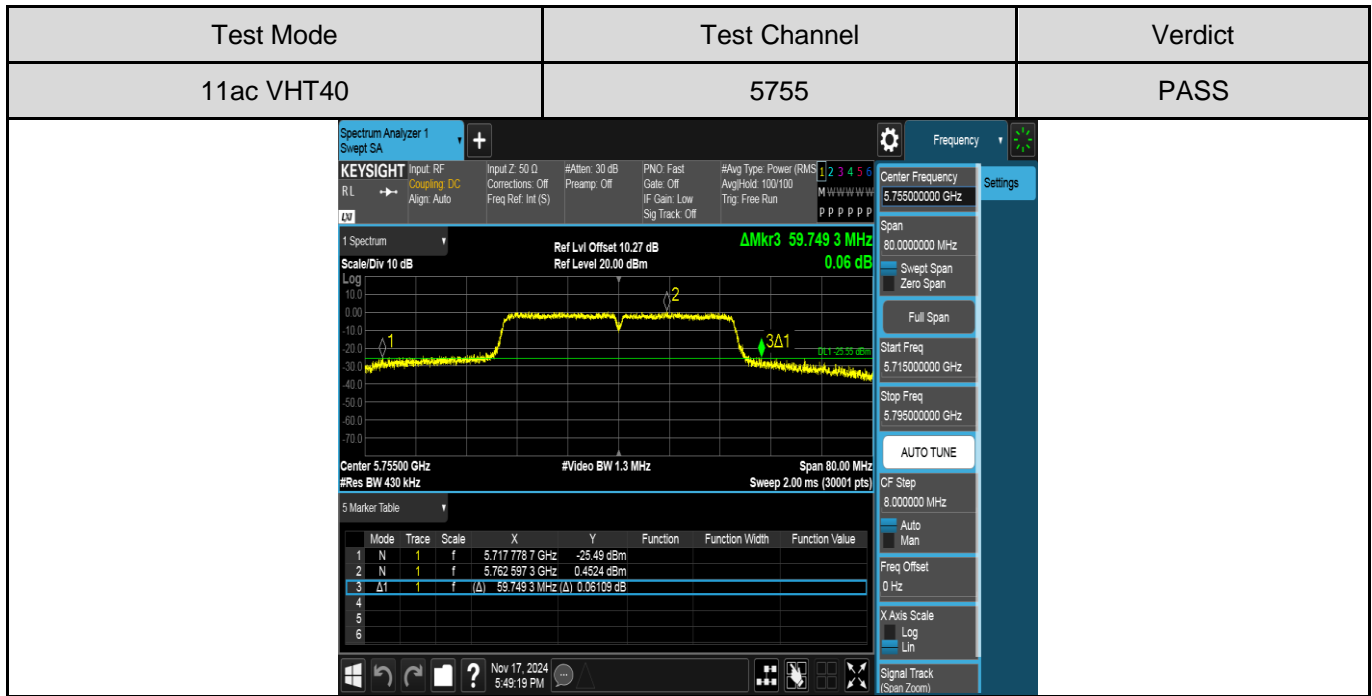 Test Mode Test Channel Verdict
11ac VHT40 5755 PASS
Spectrum Analyzer 1
Swept SA
+
Frequency
KEYSIGHT
RL
LXI
Input: RF
Coupling: DC
Align: Auto
Input Z: 50 Ω
Corrections: Off
Freq Ref: Int (S)
#Atten: 30 dB
Preamp: Off
PNO: Fast
Gate: Off
IF Gain: Low
Sig Track: Off
#Avg Type: Power (RMS
Avg|Hold: 100/100
Trig: Free Run
1 2 3 4 5 6
M W W W W W
P P P P P P
1 Spectrum
Scale/Div 10 dB
Ref Lvl Offset 10.27 dB
Ref Level 20.00 dBm
ΔMkr3 59.749 3 MHz
0.06 dB
Log
10.0
0.00
-10.0
-20.0
-30.0
-40.0
-50.0
-60.0
-70.0
1
2
3Δ1
DL1 -25.55 dBm
Center 5.75500 GHz
#Video BW 1.3 MHz
Span 80.00 MHz
#Res BW 430 kHz
Sweep 2.00 ms (30001 pts)
5 Marker Table
Mode Trace Scale X Y Function Function Width Function Value
1 N 1 f 5.717 778 7 GHz -25.49 dBm
2 N 1 f 5.762 597 3 GHz 0.4524 dBm
3 Δ1 1 f (Δ) 59.749 3 MHz (Δ) 0.06109 dB
4
5
6
?
Nov 17, 2024
5:49:19 PM
Center Frequency
5.755000000 GHz
Settings
Span
80.0000000 MHz
Swept Span
Zero Span
Full Span
Start Freq
5.715000000 GHz
Stop Freq
5.795000000 GHz
AUTO TUNE
CF Step
8.000000 MHz
Auto
Man
Freq Offset
0 Hz
X Axis Scale
Log
Lin
Signal Track
(Span Zoom)